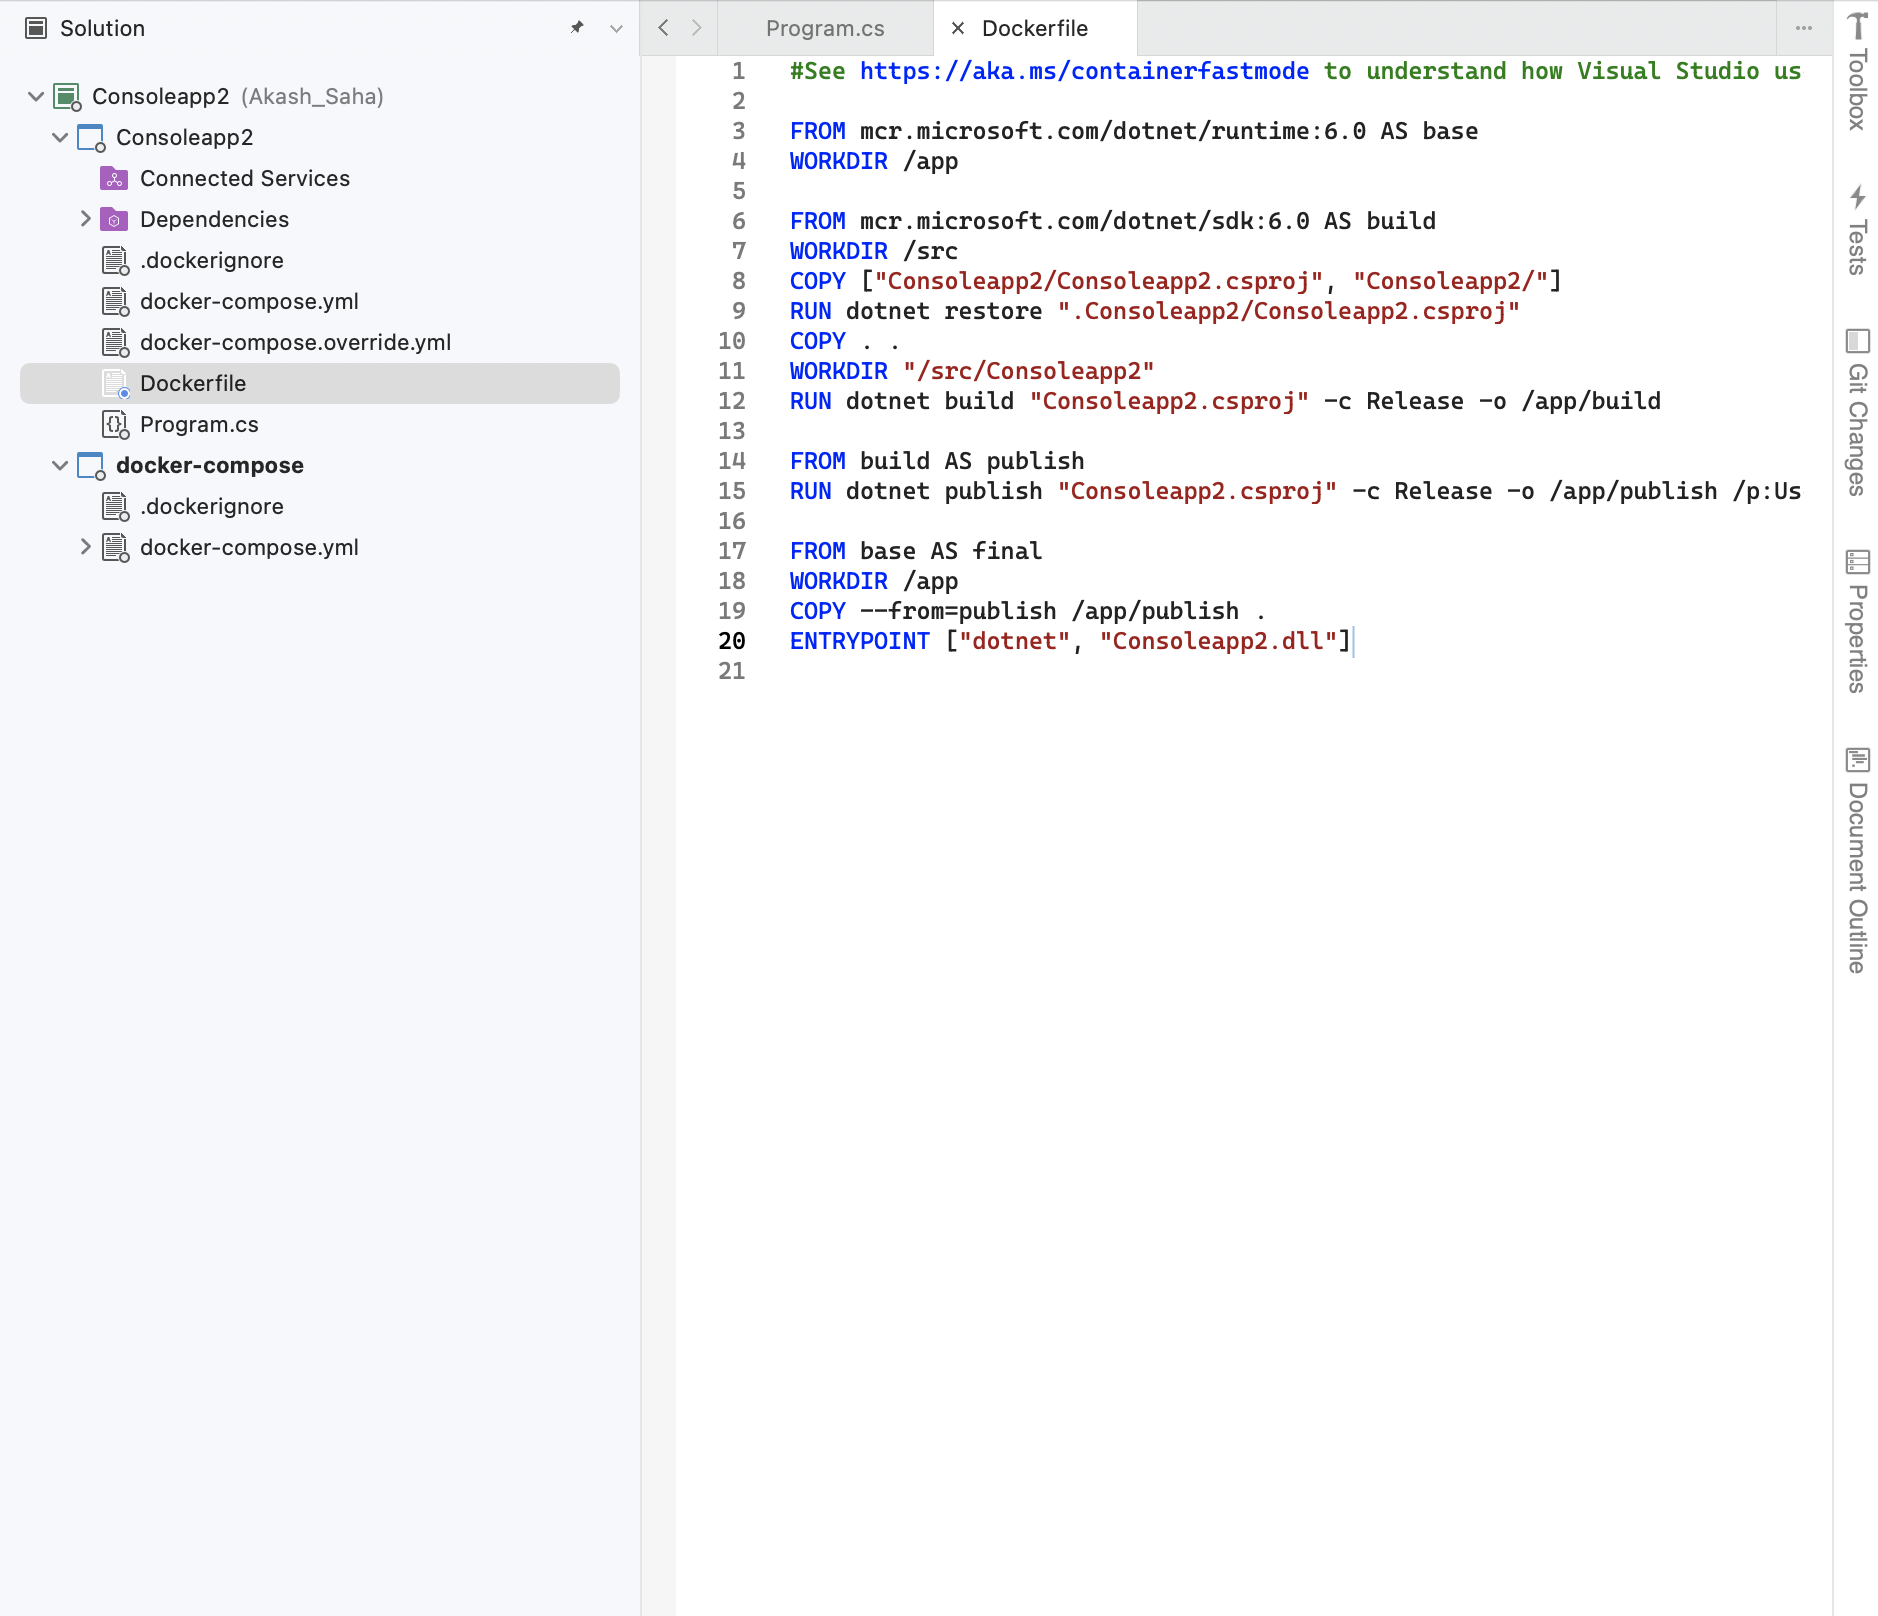 Solution
Consoleapp2 (Akash_Saha)
Consoleapp2
Connected Services
Dependencies
.dockerignore
docker-compose.yml
docker-compose.override.yml
Dockerfile
Program.cs
docker-compose
.dockerignore
docker-compose.yml
Program.cs
Dockerfile
1 #See https://aka.ms/containerfastmode to understand how Visual Studio us
2
3 FROM mcr.microsoft.com/dotnet/runtime:6.0 AS base
4 WORKDIR /app
5
6 FROM mcr.microsoft.com/dotnet/sdk:6.0 AS build
7 WORKDIR /src
8 COPY ["Consoleapp2/Consoleapp2.csproj", "Consoleapp2/"]
9 RUN dotnet restore ".Consoleapp2/Consoleapp2.csproj"
10 COPY . .
11 WORKDIR "/src/Consoleapp2"
12 RUN dotnet build "Consoleapp2.csproj" -c Release -o /app/build
13
14 FROM build AS publish
15 RUN dotnet publish "Consoleapp2.csproj" -c Release -o /app/publish /p:Us
16
17 FROM base AS final
18 WORKDIR /app
19 COPY --from=publish /app/publish .
20 ENTRYPOINT ["dotnet", "Consoleapp2.dll"]
21
Toolbox
Tests
Git Changes
Properties
Document Outline